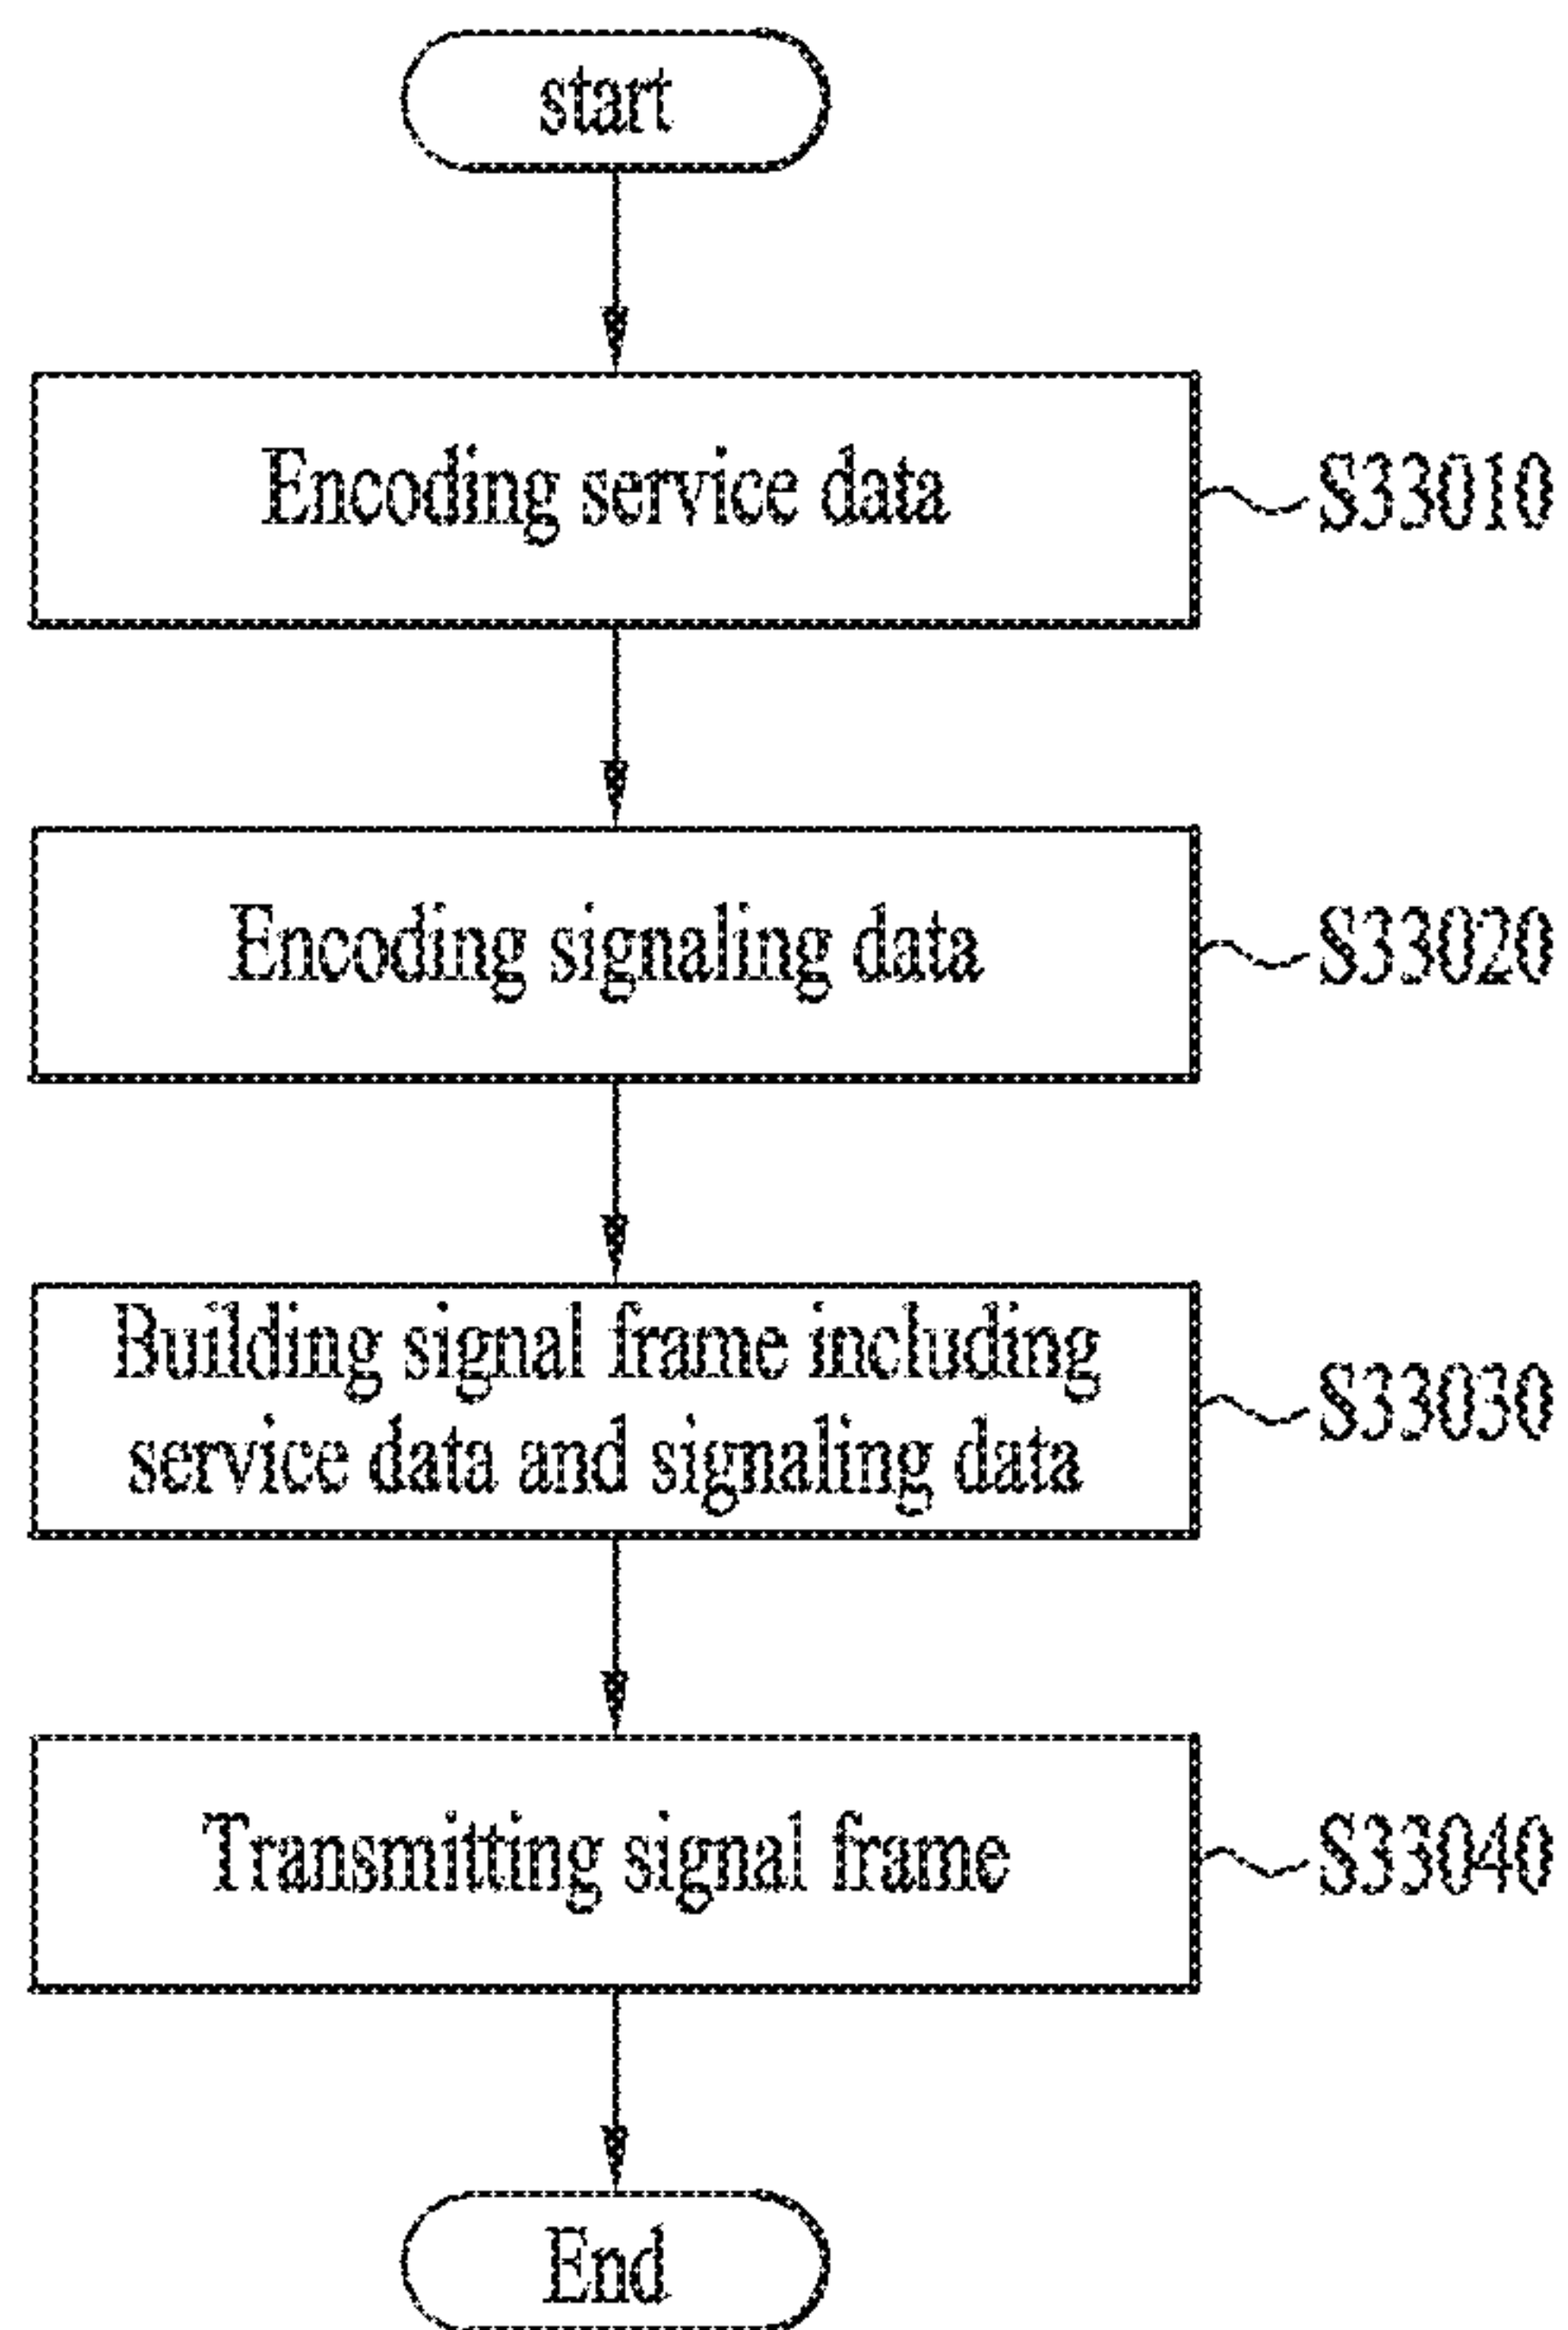 start
Encoding service data
S33010
Encoding signaling data
S33020
Building signal frame including
service data and signaling data
S33030
Transmitting signal frame
S33040
End